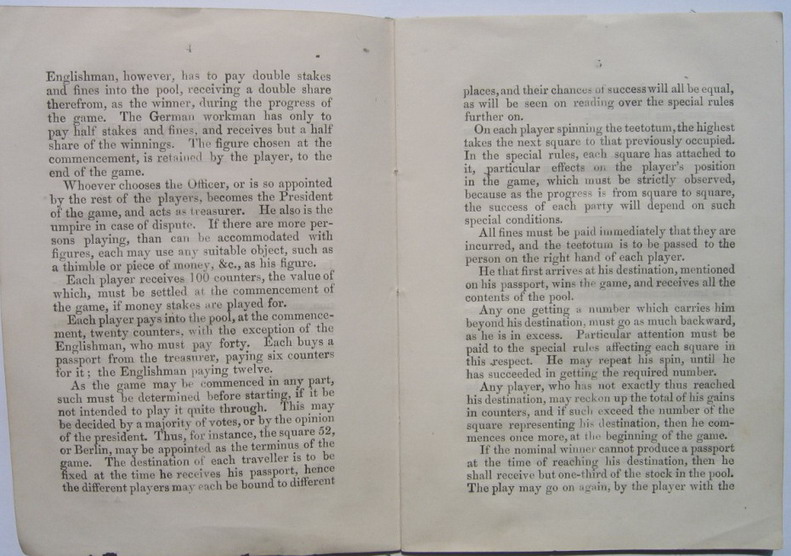 4
Englishman, however, has to pay double stakes
and fines into the pool, receiving a double share
therefrom, as the winner, during the progress of
the game. The German workman has only to
pay half stakes and fines, and receives but a half
share of the winnings. The figure chosen at the
commencement, is retained by the player, to the
end of the game.
Whoever chooses the Officer, or is so appointed
by the rest of the players, becomes the President
of the game, and acts as treasurer. He also is the
umpire in case of dispute. If there are more per-
sons playing, than can be accommodated with
figures, each may use any suitable object, such as
a thimble or piece of money, &c., as his figure.
Each player receives 100 counters, the value of
which, must be settled at the commencement of
the game, if money stakes are played for.
Each player pays into the pool, at the commence-
ment, twenty counters, with the exception of the
Englishman, who must pay forty. Each buys a
passport from the treasurer, paying six counters
for it; the Englishman paying twelve.
As the game may be commenced in any part,
such must be determined before starting, if it be
not intended to play it quite through. This may
be decided by a majority of votes, or by the opinion
of the president. Thus, for instance, the square 52,
or Berlin, may be appointed as the terminus of the
game. The destination of each traveller is to be
fixed at the time he receives his passport, hence
the different players may each be bound to different
5
places, and their chances of success will all be equal,
as will be seen on reading over the special rules
further on.
On each player spinning the teetotum, the highest
takes the next square to that previously occupied.
In the special rules, each square has attached to
it, particular effects on the player's position
in the game, which must be strictly observed,
because as the progress is from square to square,
the success of each party will depend on such
special conditions.
All fines must be paid immediately that they are
incurred, and the teetotum is to be passed to the
person on the right hand of each player.
He that first arrives at his destination, mentioned
on his passport, wins the game, and receives all the
contents of the pool.
Any one getting a number which carries him
beyond his destination, must go as much backward,
as he is in excess. Particular attention must be
paid to the special rules affecting each square in
this respect. He may repeat his spin, until he
has succeeded in getting the required number.
Any player, who has not exactly thus reached
his destination, may reckon up the total of his gains
in counters, and if such exceed the number of the
square representing his destination, then he com-
mences once more, at the beginning of the game.
If the nominal winner cannot produce a passport
at the time of reaching his destination, then he
shall receive but one-third of the stock in the pool.
The play may go on again, by the player with the